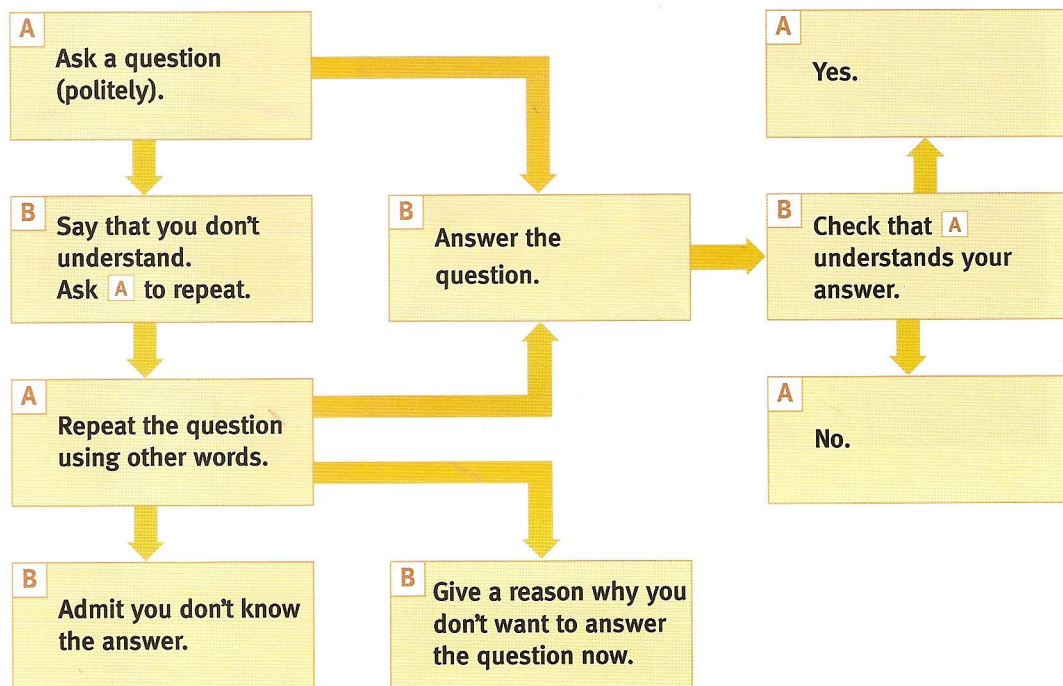 A
Ask a question
(politely).
B
Say that you don't
understand.
Ask A to repeat.
A
Repeat the question
using other words.
B
Admit you don't know
the answer.
B
Answer the
question.
B
Give a reason why you
don't want to answer
the question now.
A
Yes.
B
Check that A
understands your
answer.
A
No.